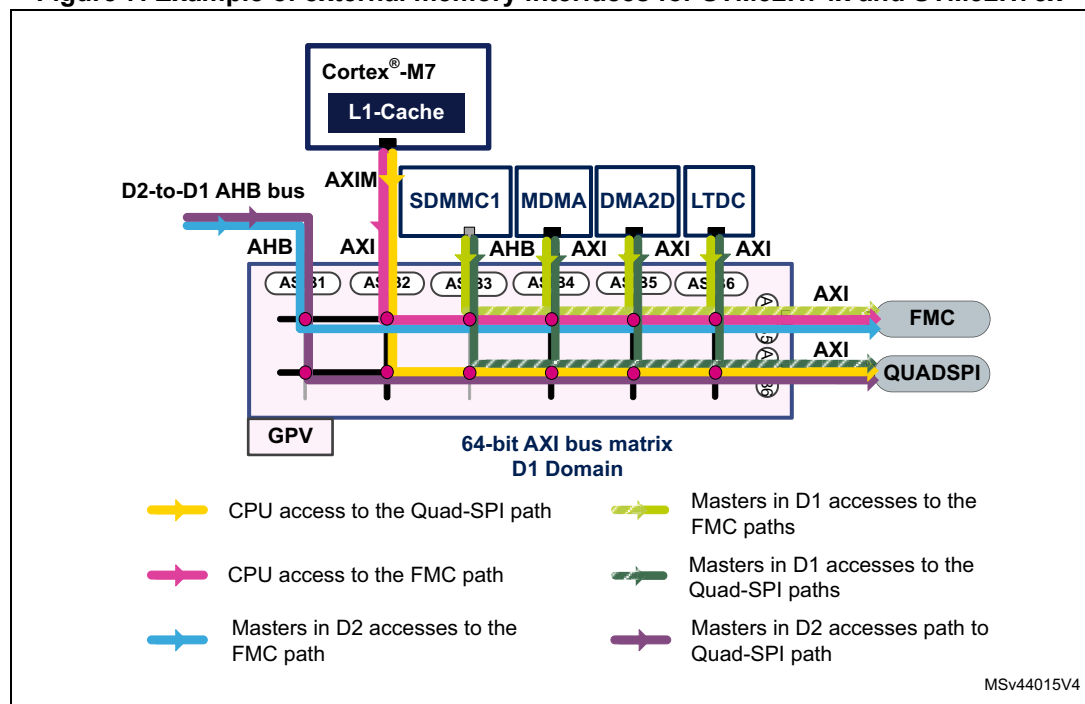 Cortex®-M7
L1-Cache
AXIM
D2-to-D1 AHB bus
SDMMC1 MDMA DMA2D LTDC
AHB AXI AHB AXI AXI AXI
AXI
FMC
AXI
QUADSPI
GPV
64-bit AXI bus matrix
D1 Domain
CPU access to the Quad-SPI path
Masters in D1 accesses to the
FMC paths
CPU access to the FMC path
Masters in D1 accesses to the
Quad-SPI paths
Masters in D2 accesses to the
FMC path
Masters in D2 accesses path to
Quad-SPI path
MSv44015V4